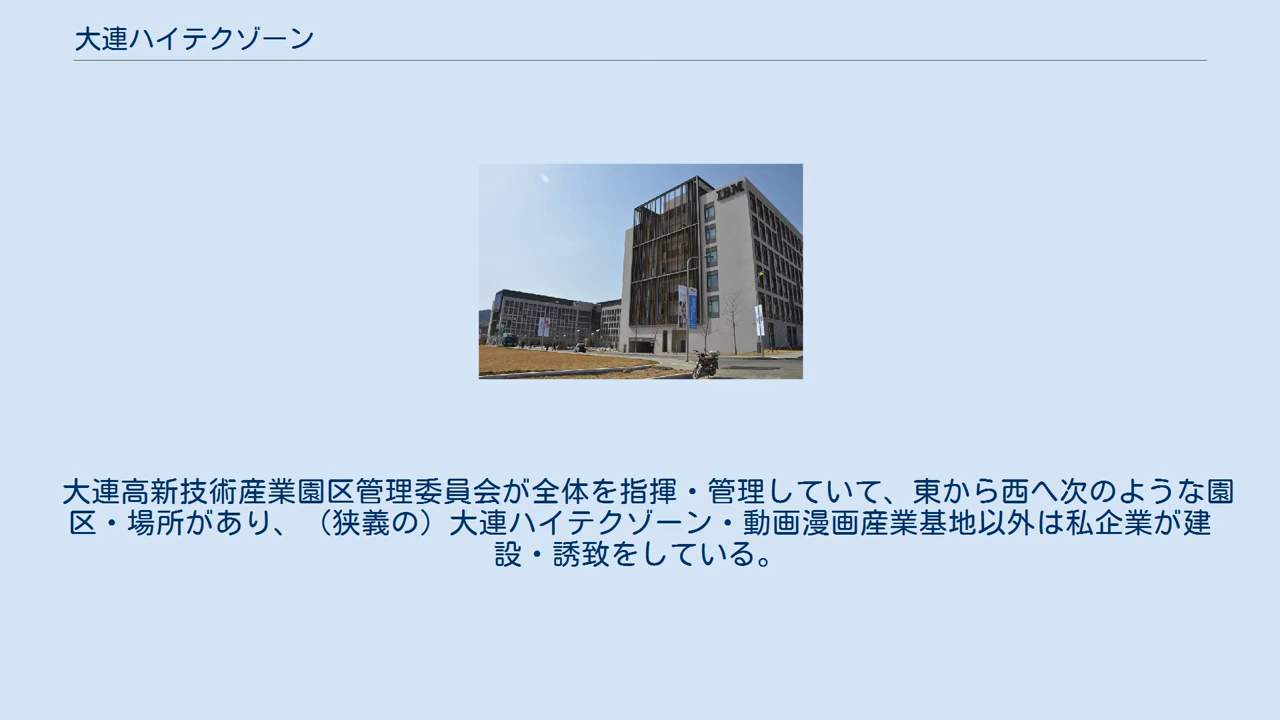 大連ハイテクゾーン
IBM
大連高新技術産業園区管理委員会が全体を指揮・管理していて、東から西へ次のような園
区・場所があり、（狭義の）大連ハイテクゾーン・動画漫画産業基地以外は私企業が建
設・誘致をしている。